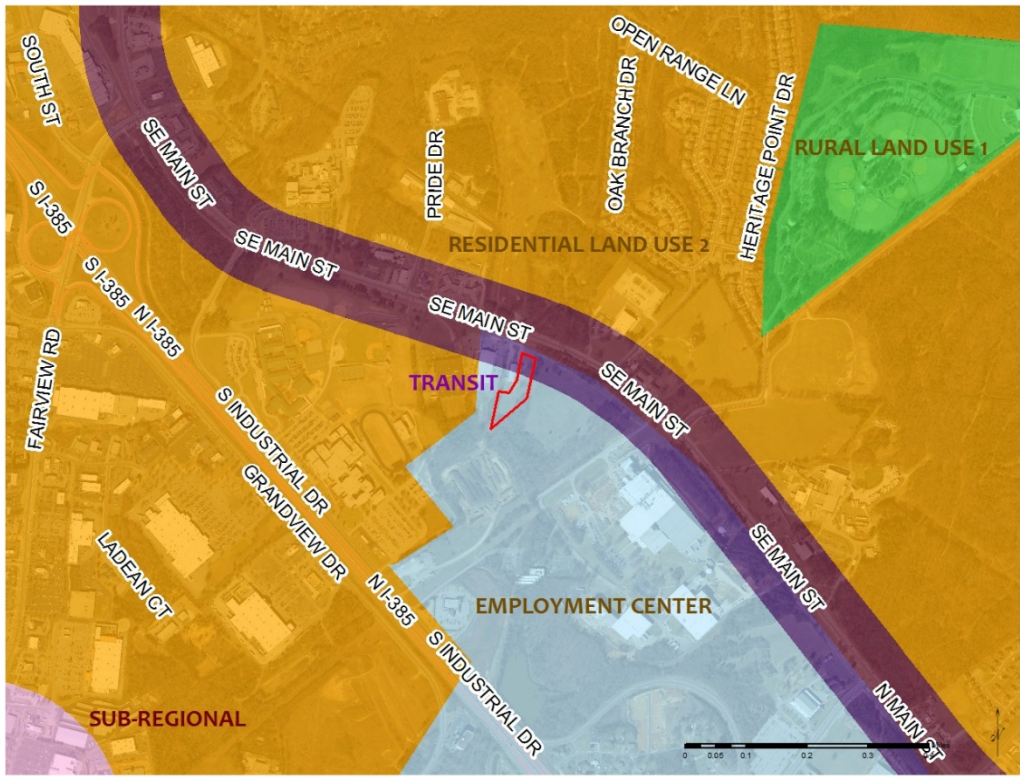 SOUTH ST
OPEN RANGE LN
OAK BRANCH DR
HERITAGE POINT DR
SE MAIN ST
PRIDE DR
RURAL LAND USE 1
S I-385
SE MAIN ST
RESIDENTIAL LAND USE 2
S I-385
N I-385
SE MAIN ST
FAIRVIEW RD
TRANSIT
SE MAIN ST
S INDUSTRIAL DR
GRANDVIEW DR
LADEAN CT
SE MAIN ST
N I-385
EMPLOYMENT CENTER
S INDUSTRIAL DR
N MAIN ST
SUB-REGIONAL
0 0.05 0.1 0.2 0.3